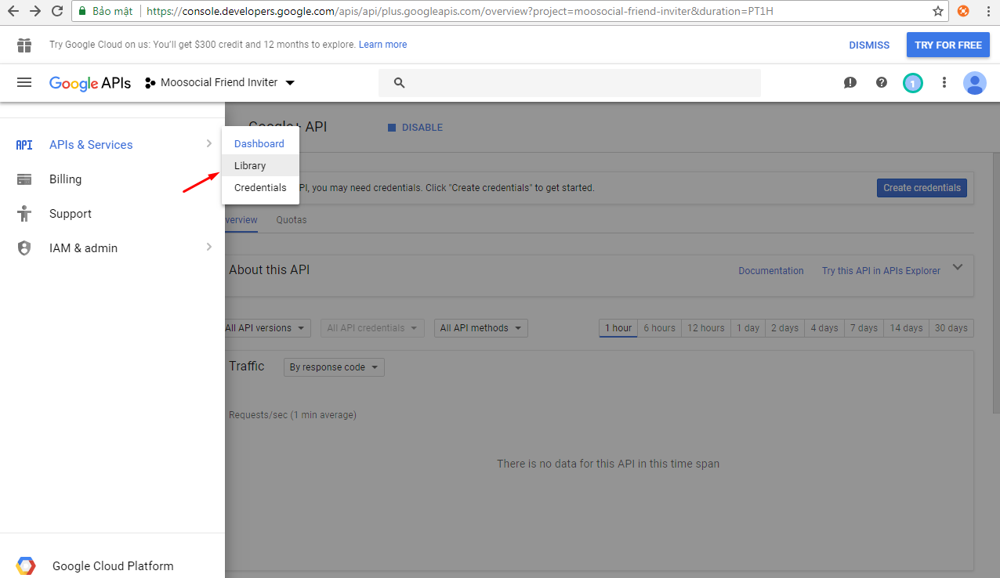 Bảo mật https://console.developers.google.com/apis/api/plus.googleapis.com/overview?project=moosocial-friend-inviter&duration=PT1H
Try Google Cloud on us: You'll get $300 credit and 12 months to explore. Learn more DISMISS TRY FOR FREE
Google APIs Moosocial Friend Inviter 1
Google+ API DISABLE
API APIs & Services Dashboard
Library
Billing
Credentials PI, you may need credentials. Click "Create credentials" to get started. Create credentials
Support
verview Quotas
IAM & admin
About this API Documentation Try this API in APIs Explorer
All API versions All API credentials All API methods 1 hour 6 hours 12 hours 1 day 2 days 4 days 7 days 14 days 30 days
Traffic By response code
Requests/sec (1 min average)
There is no data for this API in this time span
Google Cloud Platform